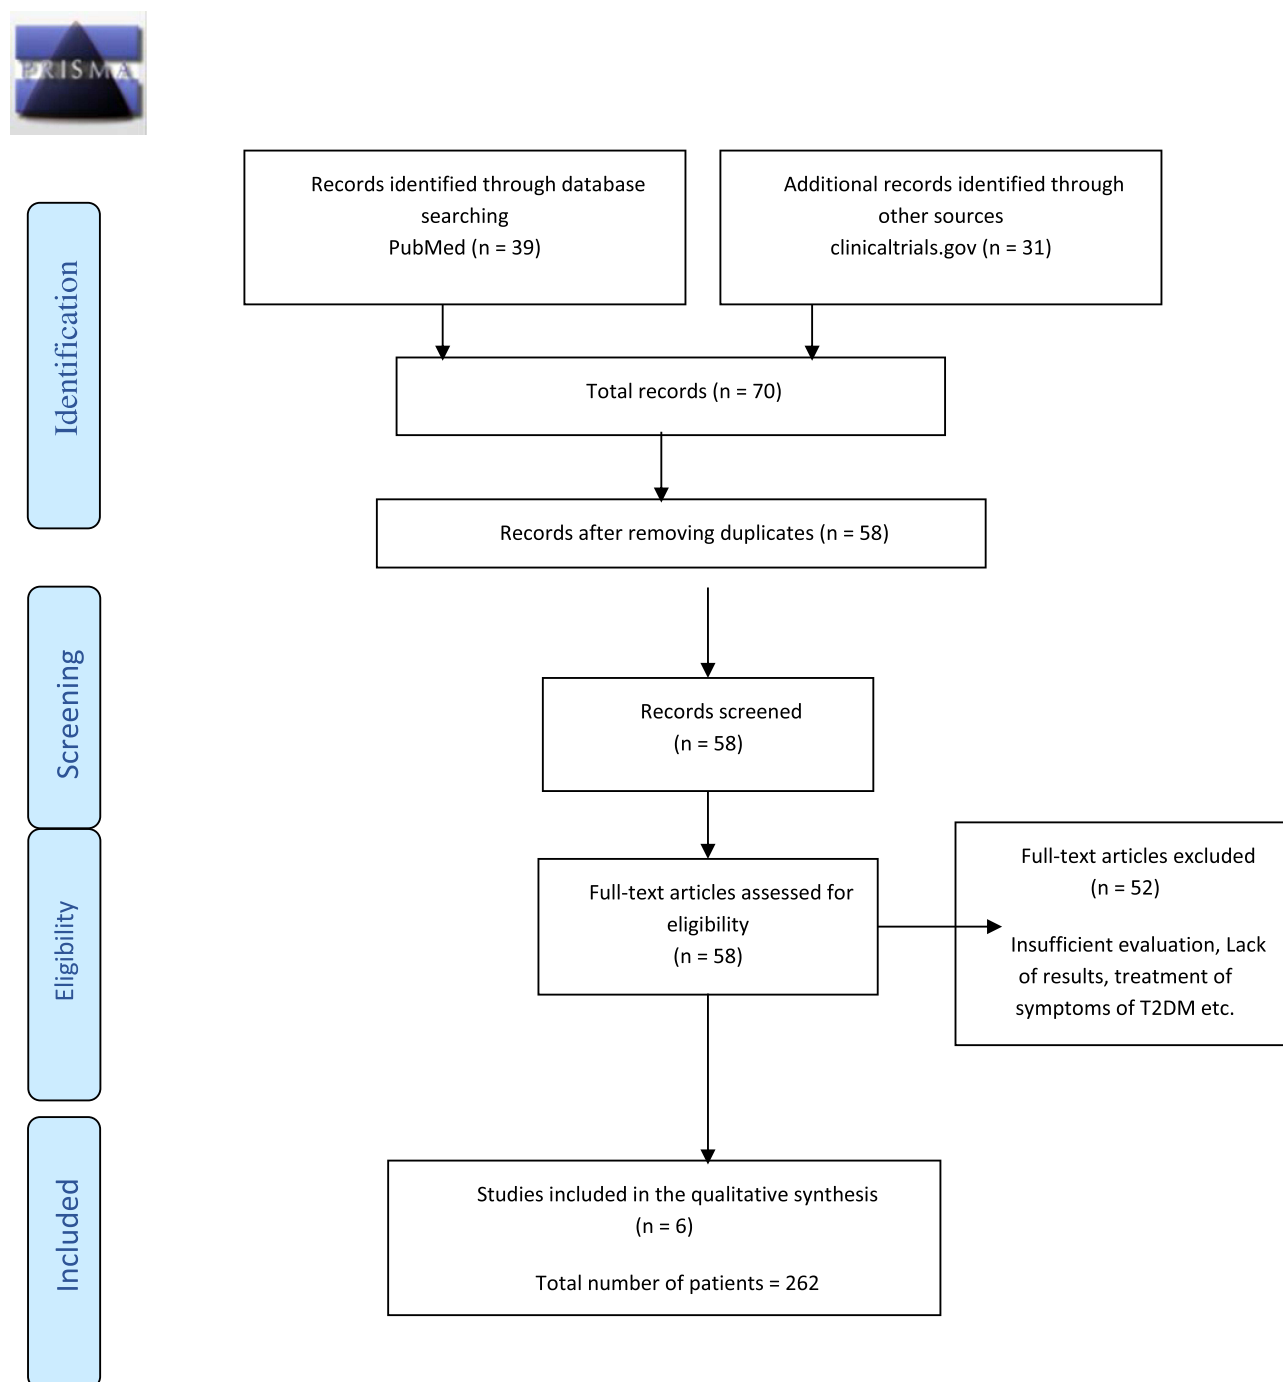 PRISMA
Records identified through database
searching
PubMed (n = 39)
Additional records identified through
other sources
clinicaltrials.gov (n = 31)
Identification
Total records (n = 70)
Records after removing duplicates (n = 58)
Screening
Records screened
(n = 58)
Eligibility
Full-text articles assessed for
eligibility
(n = 58)
Full-text articles excluded
(n = 52)
Insufficient evaluation, Lack
of results, treatment of
symptoms of T2DM etc.
Included
Studies included in the qualitative synthesis
(n = 6)
Total number of patients = 262